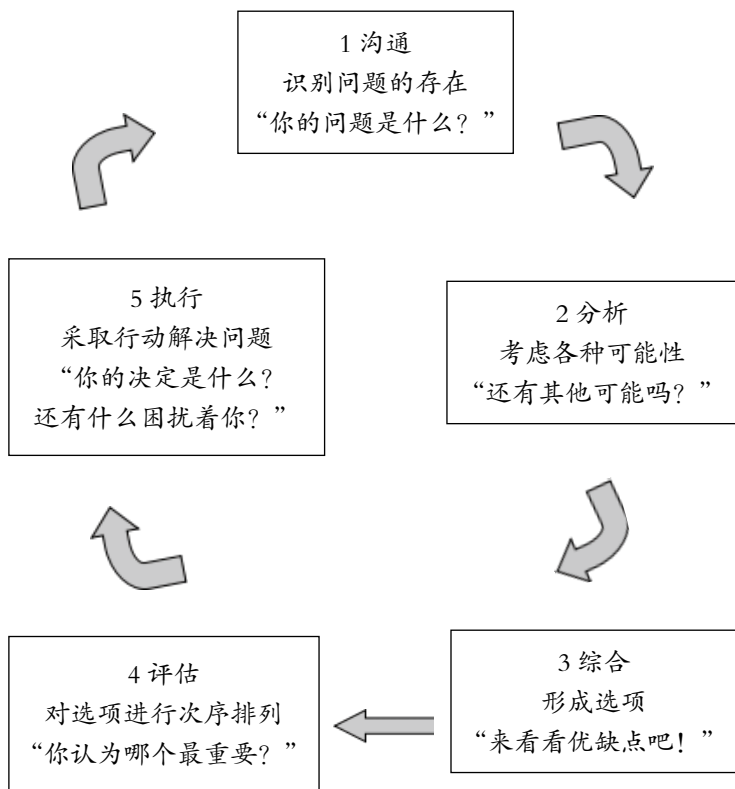 1 沟通
识别问题的存在
“你的问题是什么？”
2 分析
考虑各种可能性
“还有其他可能吗？”
3 综合
形成选项
“来看看优缺点吧！”
4 评估
对选项进行次序排列
“你认为哪个最重要？”
5 执行
采取行动解决问题
“你的决定是什么？
还有什么困扰着你？”